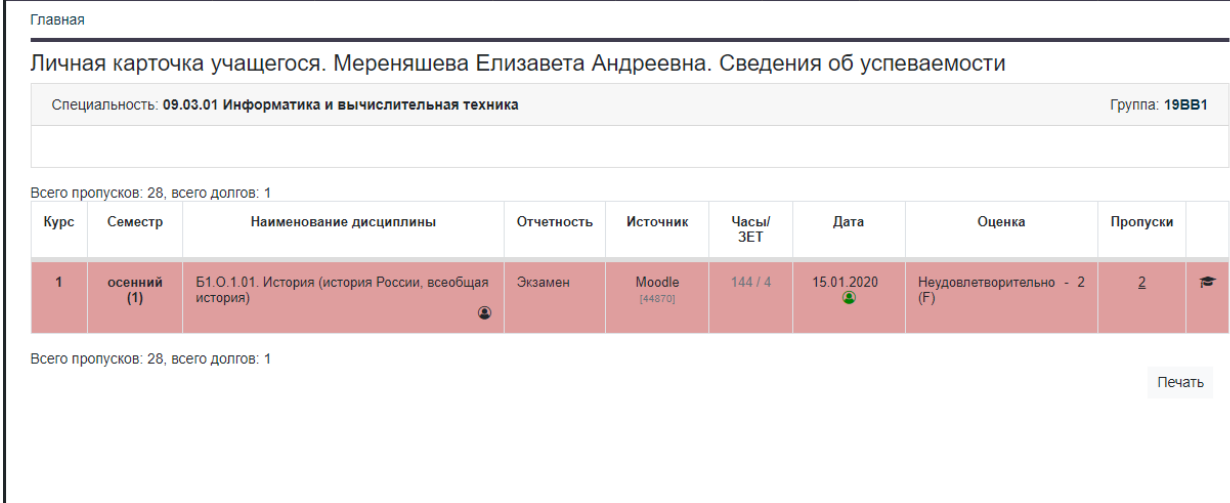 Главная
Личная карточка учащегося. Мереняшева Елизавета Андреевна. Сведения об успеваемости
Специальность: 09.03.01 Информатика и вычислительная техника Группа: 19ВВ1
Всего пропусков: 28, всего долгов: 1
Курс Семестр Наименование дисциплины Отчетность Источник Часы/ Дата Оценка Пропуски
ЗЕТ
1 осенний Б1.О.1.01. История (история России, всеобщая Экзамен Moodle 144 / 4 15.01.2020 Неудовлетворительно - 2 2
(1) история) [44870] (F)
Всего пропусков: 28, всего долгов: 1
Печать